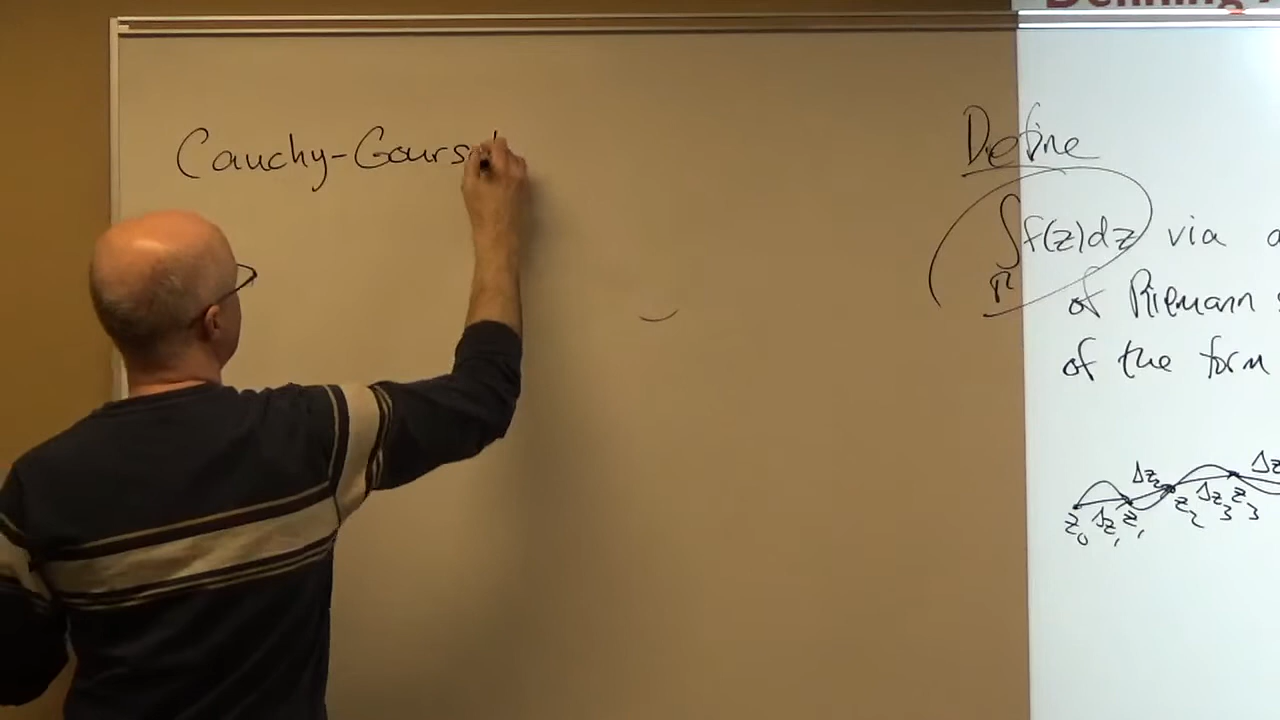 Cauchy-Gours
Define
∫f(z)dz via
Γ
of Riemann
of the form
Δz₂ Δz
z₀ Δz₁ z₁ z₂ Δz₃ z₃